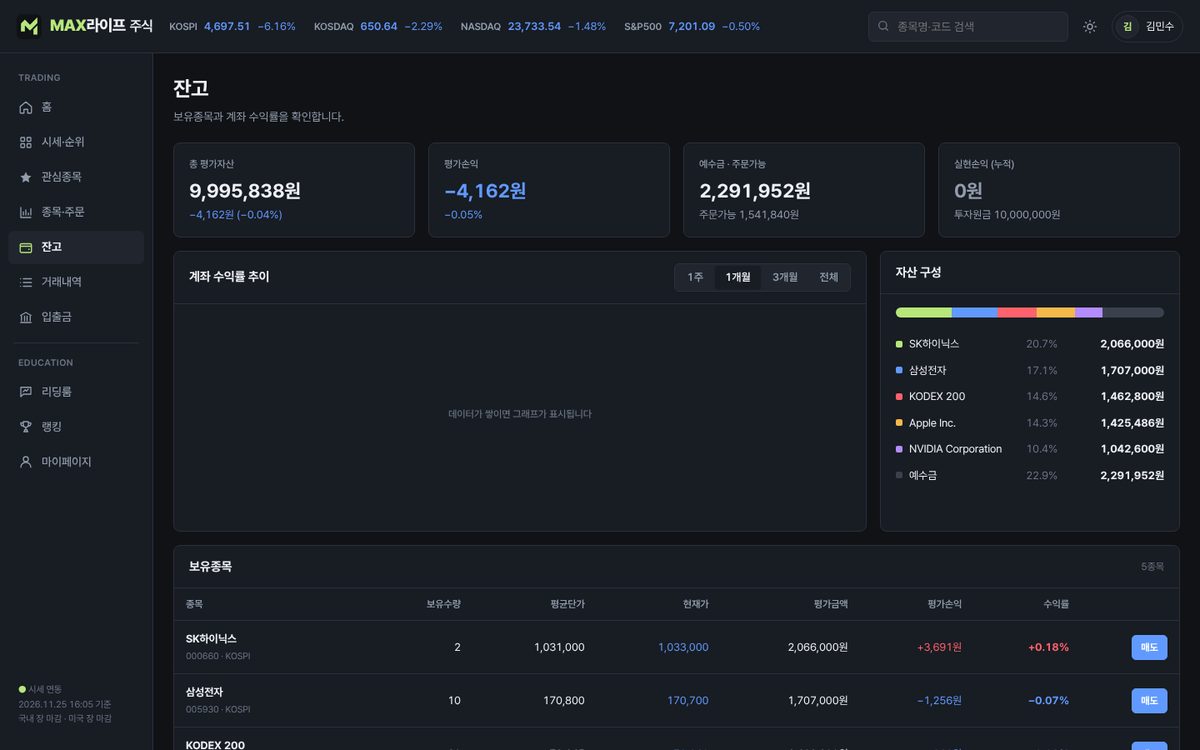 MAX라이프 주식 KOSPI 4,697.51 −6.16% KOSDAQ 650.64 −2.29% NASDAQ 23,733.54 −1.48% S&P500 7,201.09 −0.50% 종목명·코드 검색 김 김민수
TRADING
홈
시세·순위
관심종목
종목·주문
잔고
거래내역
입출금
EDUCATION
리딩룸
랭킹
마이페이지
시세 연동
2026.11.25 16:05 기준
국내 장 마감 · 미국 장 마감
잔고
보유종목과 계좌 수익률을 확인합니다.
총 평가자산
9,995,838원
−4,162원 (−0.04%)
평가손익
−4,162원
−0.05%
예수금 · 주문가능
2,291,952원
주문가능 1,541,840원
실현손익 (누적)
0원
투자원금 10,000,000원
계좌 수익률 추이 1주 1개월 3개월 전체
데이터가 쌓이면 그래프가 표시됩니다
자산 구성
SK하이닉스 20.7% 2,066,000원
삼성전자 17.1% 1,707,000원
KODEX 200 14.6% 1,462,800원
Apple Inc. 14.3% 1,425,486원
NVIDIA Corporation 10.4% 1,042,600원
예수금 22.9% 2,291,952원
보유종목 5종목
종목 보유수량 평균단가 현재가 평가금액 평가손익 수익률
SK하이닉스 2 1,031,000 1,033,000 2,066,000원 +3,691원 +0.18% 매도
000660 · KOSPI
삼성전자 10 170,800 170,700 1,707,000원 −1,256원 −0.07% 매도
005930 · KOSPI
KODEX 200